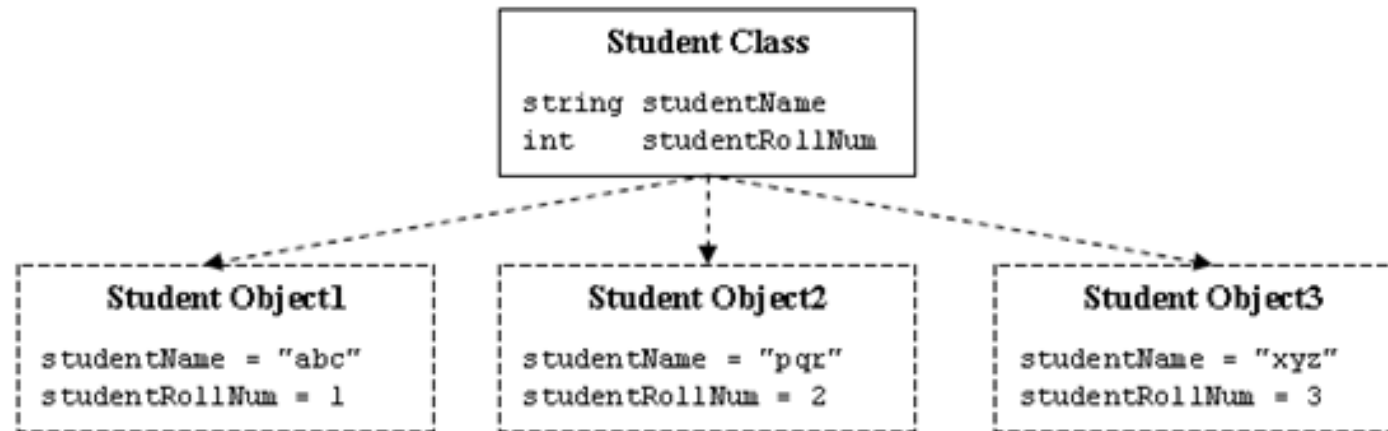 Student Class
string studentName
int studentRollNum
Student Object1
studentName = "abc"
studentRollNum = 1
Student Object2
studentName = "pqr"
studentRollNum = 2
Student Object3
studentName = "xyz"
studentRollNum = 3